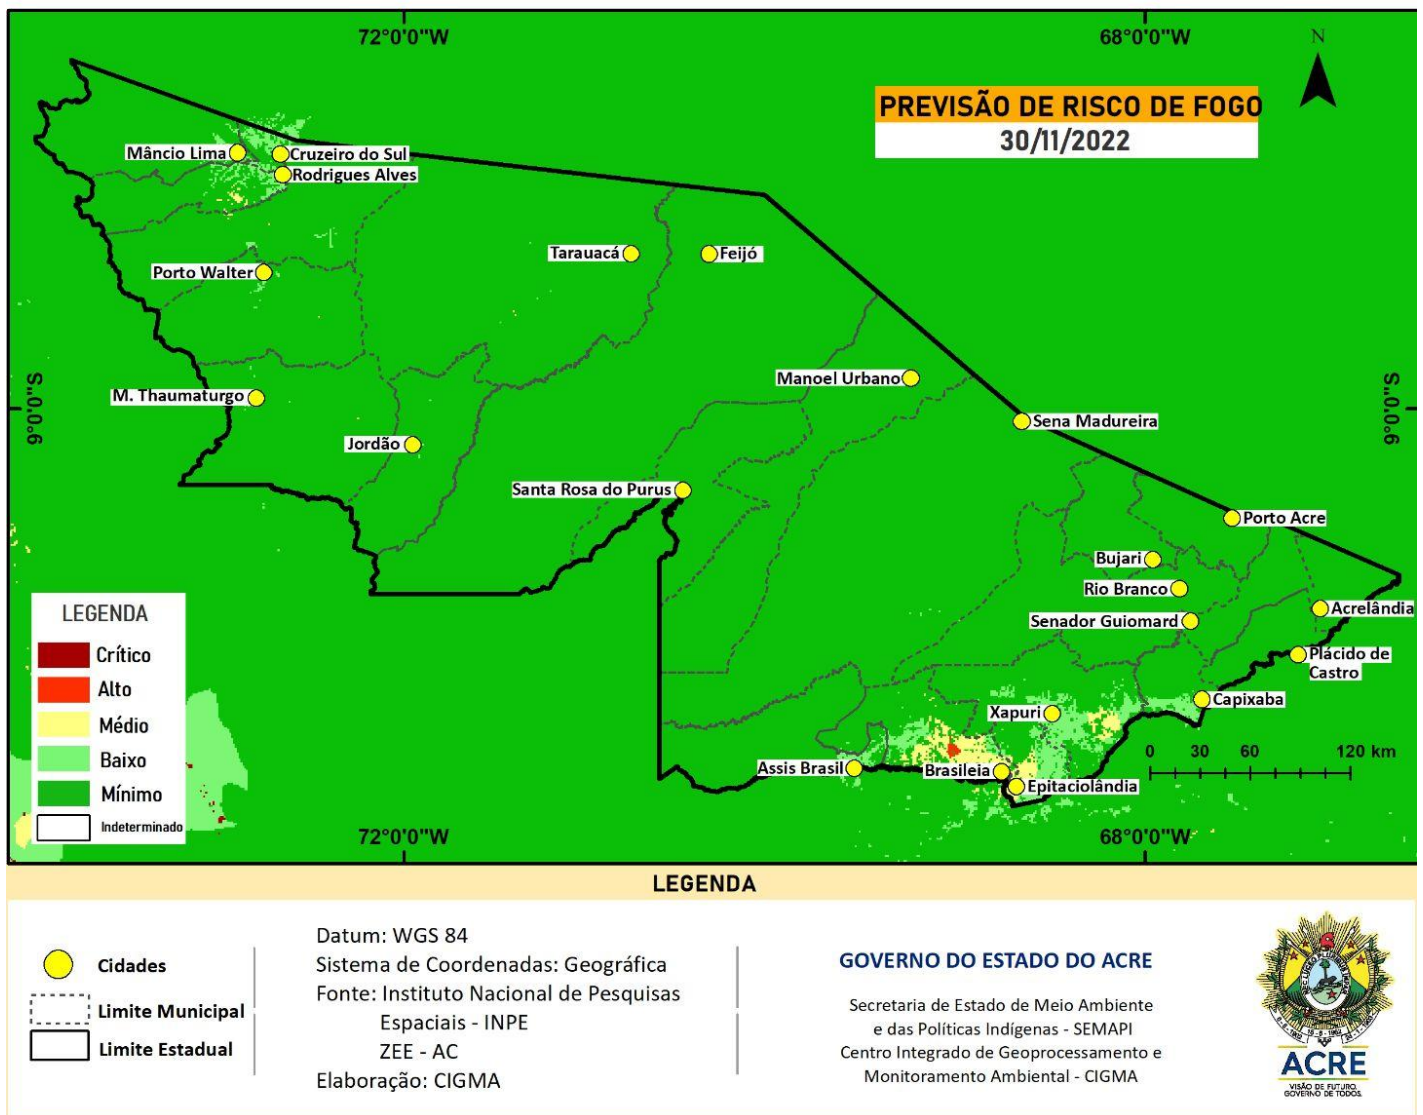 72°0'0"W
68°0'0"W
N
PREVISÃO DE RISCO DE FOGO
30/11/2022
Mâncio Lima
Cruzeiro do Sul
Rodrigues Alves
Tarauacá
Feijó
Porto Walter
Manoel Urbano
M. Thaumaturgo
9°0'0"S
9°0'0"S
Sena Madureira
Jordão
Santa Rosa do Purus
Porto Acre
Bujari
Rio Branco
Acrelândia
Senador Guiomard
Plácido de
Castro
Capixaba
Xapuri
Assis Brasil
Brasileia
Epitaciolândia
0 30 60 120 km
LEGENDA
Crítico
Alto
Médio
Baixo
Mínimo
Indeterminado
72°0'0"W
68°0'0"W
LEGENDA
Cidades
Limite Municipal
Limite Estadual
Datum: WGS 84
Sistema de Coordenadas: Geográfica
Fonte: Instituto Nacional de Pesquisas
Espaciais - INPE
ZEE - AC
Elaboração: CIGMA
GOVERNO DO ESTADO DO ACRE
Secretaria de Estado de Meio Ambiente
e das Políticas Indígenas - SEMAPI
Centro Integrado de Geoprocessamento e
Monitoramento Ambiental - CIGMA
ACRE
VISÃO DE FUTURO.
GOVERNO DE TODOS.